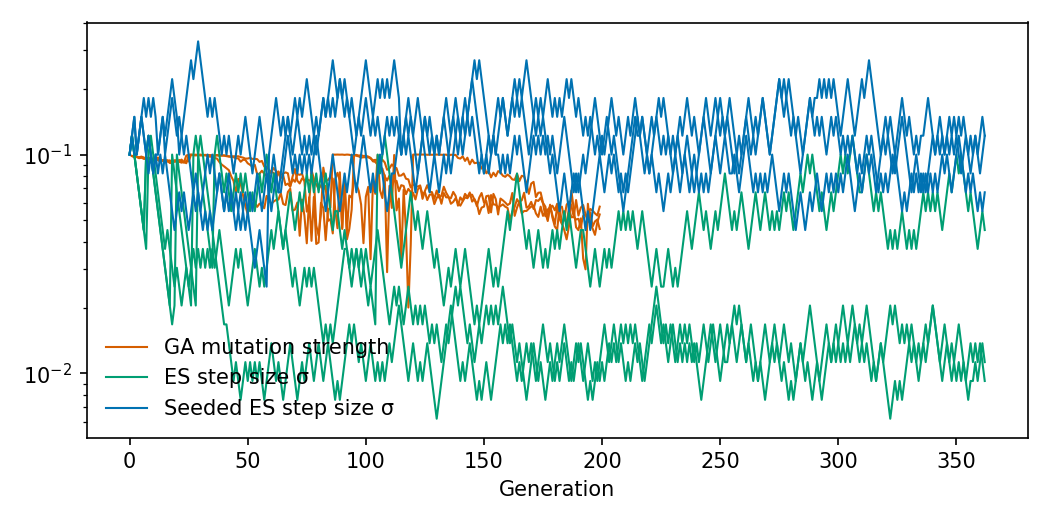 10⁻¹
10⁻²
GA mutation strength
ES step size σ
Seeded ES step size σ
0 50 100 150 200 250 300 350
Generation